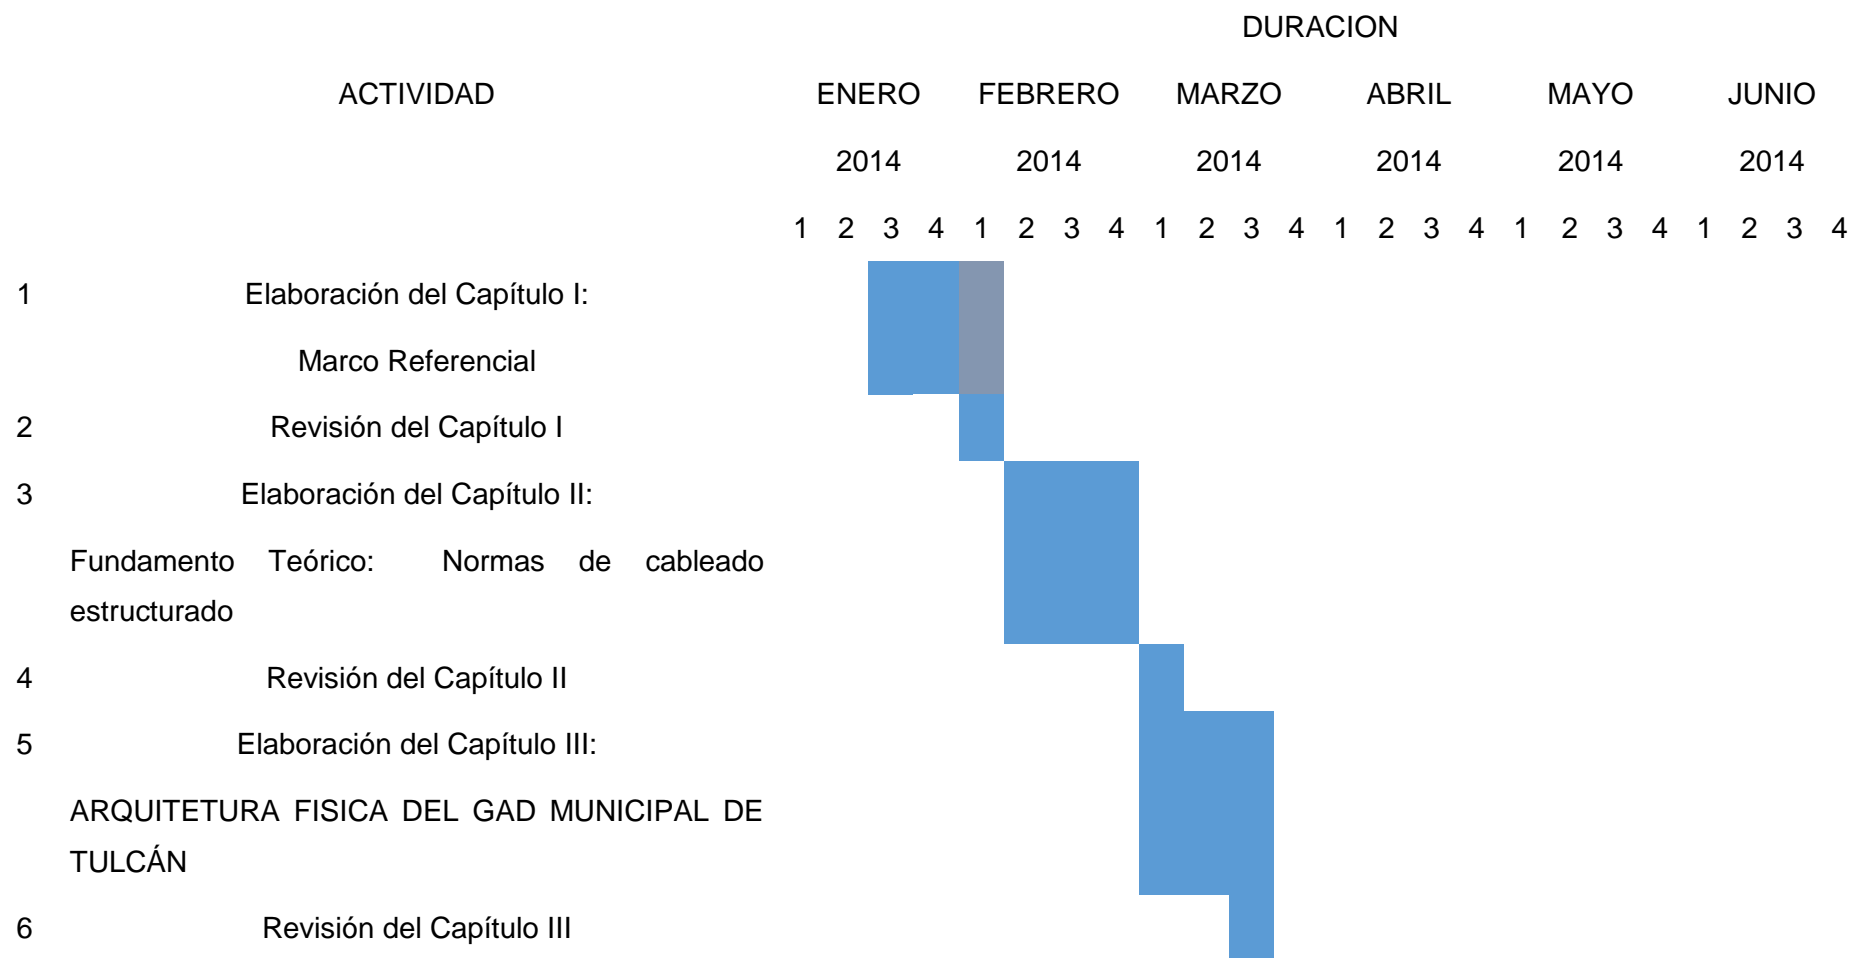 DURACION
ACTIVIDAD ENERO FEBRERO MARZO ABRIL MAYO JUNIO
2014 2014 2014 2014 2014 2014
1 2 3 4 1 2 3 4 1 2 3 4 1 2 3 4 1 2 3 4 1 2 3 4
1 Elaboración del Capítulo I:
Marco Referencial
2 Revisión del Capítulo I
3 Elaboración del Capítulo II:
Fundamento Teórico: Normas de cableado
estructurado
4 Revisión del Capítulo II
5 Elaboración del Capítulo III:
ARQUITETURA FISICA DEL GAD MUNICIPAL DE
TULCÁN
6 Revisión del Capítulo III